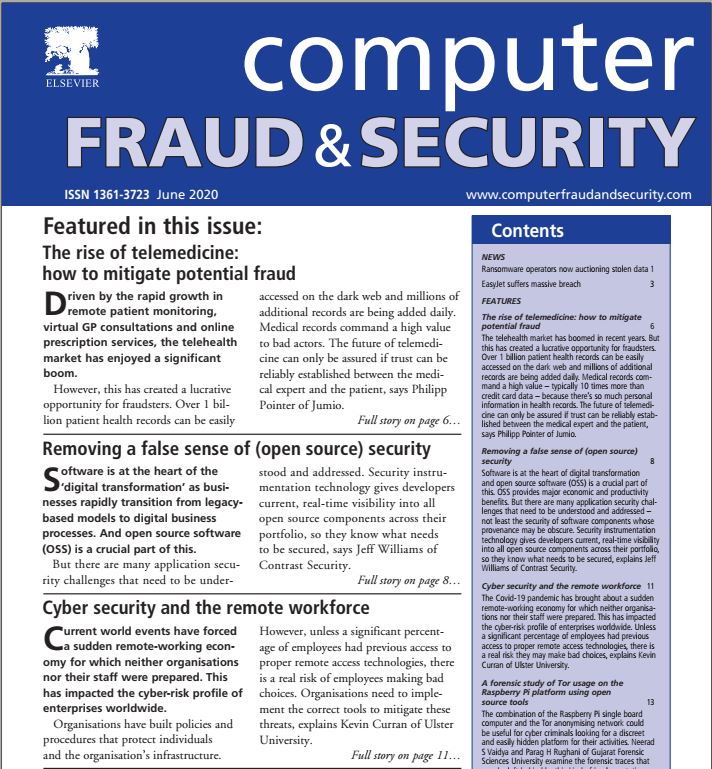 ELSEVIER
computer
FRAUD & SECURITY
ISSN 1361-3723 June 2020
www.computerfraudandsecurity.com
Featured in this issue:
The rise of telemedicine:
how to mitigate potential fraud
Driven by the rapid growth in
remote patient monitoring,
virtual GP consultations and online
prescription services, the telehealth
market has enjoyed a significant
boom.
However, this has created a lucrative
opportunity for fraudsters. Over 1 bil-
lion patient health records can be easily
accessed on the dark web and millions of
additional records are being added daily.
Medical records command a high value
to bad actors. The future of telemedi-
cine can only be assured if trust can be
reliably established between the medi-
cal expert and the patient, says Philipp
Pointer of Jumio.
Full story on page 6…
Removing a false sense of (open source) security
Software is at the heart of the
‘digital transformation’ as busi-
nesses rapidly transition from legacy-
based models to digital business
processes. And open source software
(OSS) is a crucial part of this.
But there are many application secu-
rity challenges that need to be under-
stood and addressed. Security instru-
mentation technology gives developers
current, real-time visibility into all
open source components across their
portfolio, so they know what needs
to be secured, says Jeff Williams of
Contrast Security.
Full story on page 8…
Cyber security and the remote workforce
Current world events have forced
a sudden remote-working econ-
omy for which neither organisations
nor their staff were prepared. This
has impacted the cyber-risk profile of
enterprises worldwide.
Organisations have built policies and
procedures that protect individuals
and the organisation’s infrastructure.
However, unless a significant percent-
age of employees had previous access to
proper remote access technologies, there
is a real risk of employees making bad
choices. Organisations need to imple-
ment the correct tools to mitigate these
threats, explains Kevin Curran of Ulster
University.
Full story on page 11…
Contents
NEWS
Ransomware operators now auctioning stolen data 1
EasyJet suffers massive breach 3
FEATURES
The rise of telemedicine: how to mitigate
potential fraud 6
The telehealth market has boomed in recent years. But
this has created a lucrative opportunity for fraudsters.
Over 1 billion patient health records can be easily
accessed on the dark web and millions of additional
records are being added daily. Medical records com-
mand a high value – typically 10 times more than
credit card data – because there’s so much personal
information in health records. The future of telemedi-
cine can only be assured if trust can be reliably estab-
lished between the medical expert and the patient,
says Philipp Pointer of Jumio.
Removing a false sense of (open source)
security 8
Software is at the heart of digital transformation
and open source software (OSS) is a crucial part of
this. OSS provides major economic and productivity
benefits. But there are many application security chal-
lenges that need to be understood and addressed –
not least the security of software components whose
provenance may be obscure. Security instrumentation
technology gives developers current, real-time visibility
into all open source components across their portfolio,
so they know what needs to be secured, explains Jeff
Williams of Contrast Security.
Cyber security and the remote workforce 11
The Covid-19 pandemic has brought about a sudden
remote-working economy for which neither organisa-
tions nor their staff were prepared. This has impacted
the cyber-risk profile of enterprises worldwide. Unless
a significant percentage of employees had previous
access to proper remote access technologies, there is
a real risk they may make bad choices, explains Kevin
Curran of Ulster University.
A forensic study of Tor usage on the
Raspberry Pi platform using open
source tools 13
The combination of the Raspberry Pi single board
computer and the Tor anonymising network could
be useful for cyber criminals looking for a discreet
and easily hidden platform for their activities. Neerad
S Vaidya and Parag H Rughani of Gujarat Forensic
Sciences University examine the forensic traces that